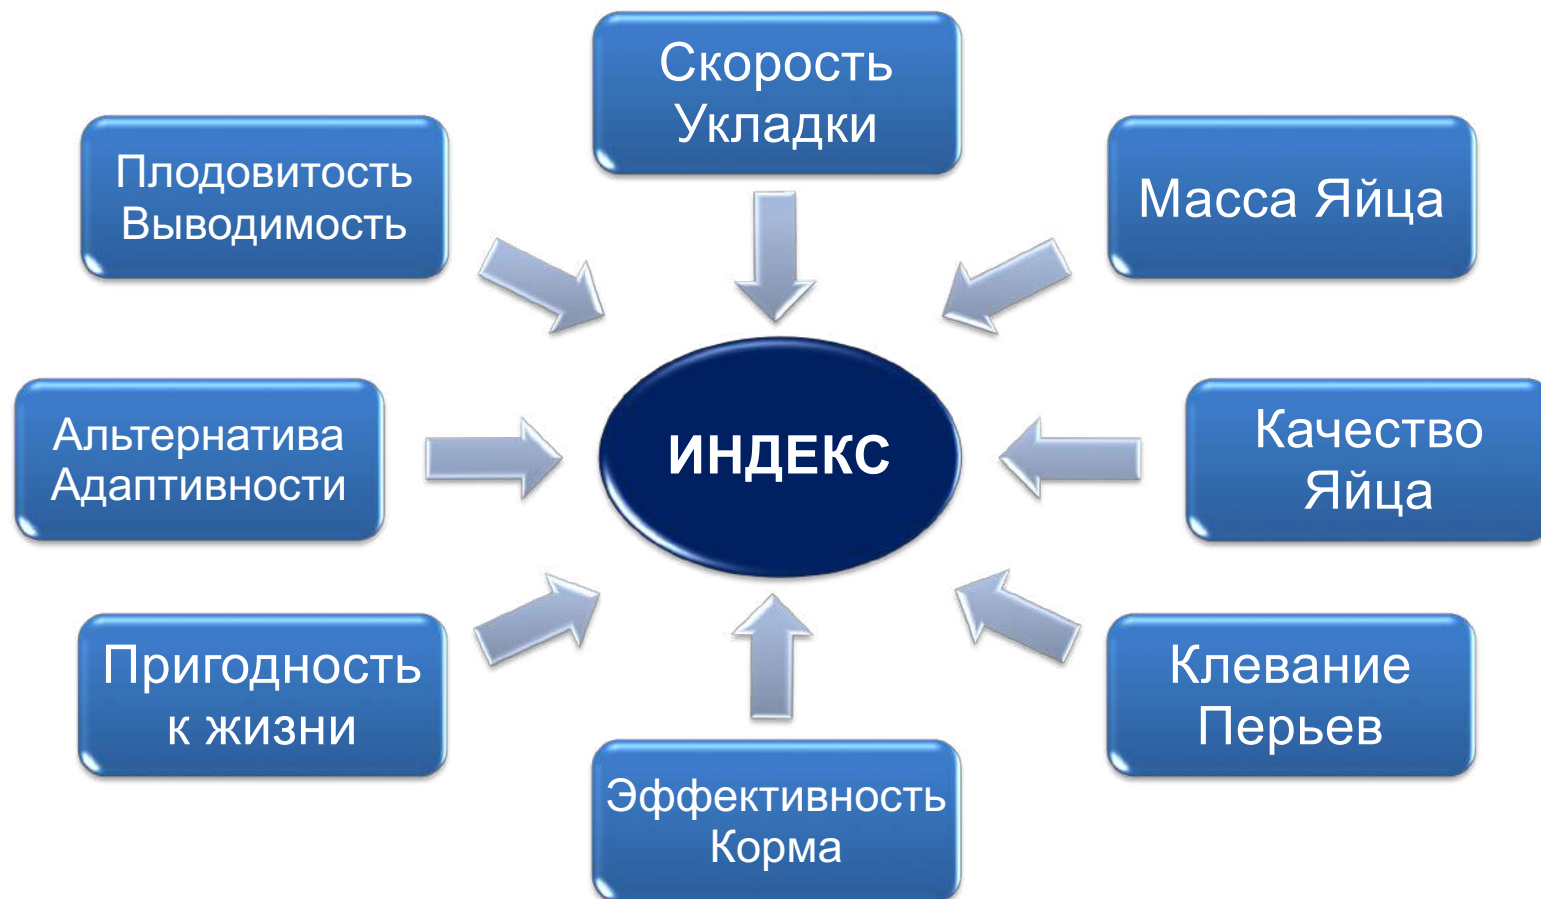 Скорость
Укладки
Плодовитость
Выводимость
Масса Яйца
Альтернатива
Адаптивности
ИНДЕКС
Качество
Яйца
Пригодность
к жизни
Клевание
Перьев
Эффективность
Корма